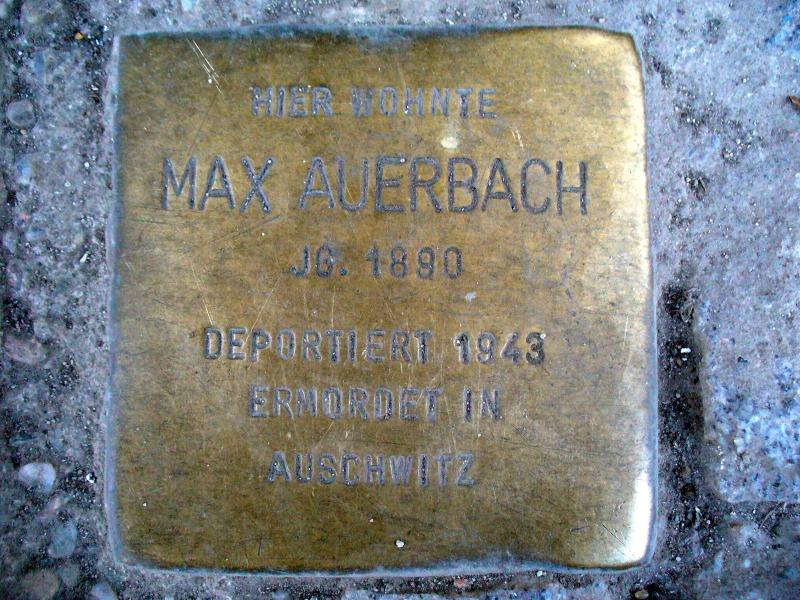 HIER WOHNTE
MAX AUERBACH
JG. 1890
DEPORTIERT 1943
ERMORDET IN
AUSCHWITZ